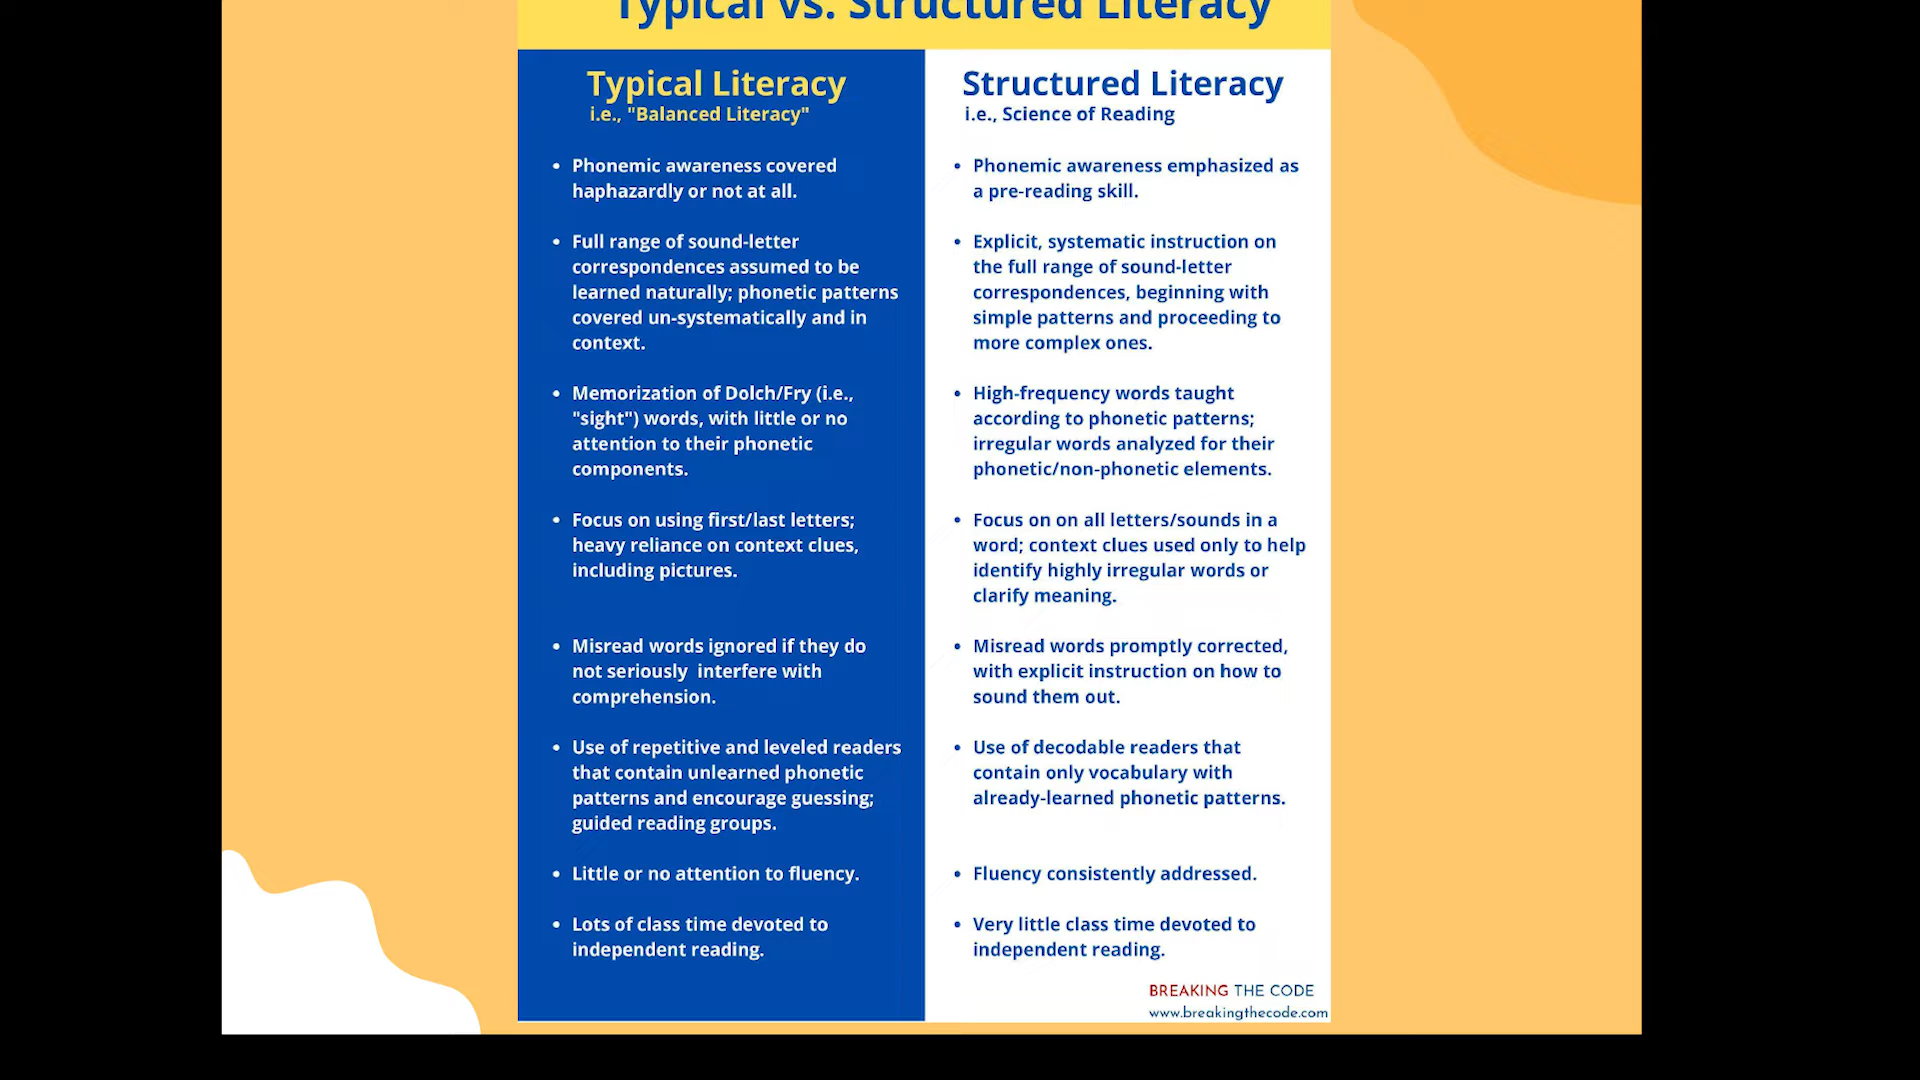 Typical vs. Structured Literacy
Typical Literacy
i.e., "Balanced Literacy"
• Phonemic awareness covered
haphazardly or not at all.
• Full range of sound-letter
correspondences assumed to be
learned naturally; phonetic patterns
covered un-systematically and in
context.
• Memorization of Dolch/Fry (i.e.,
"sight") words, with little or no
attention to their phonetic
components.
• Focus on using first/last letters;
heavy reliance on context clues,
including pictures.
• Misread words ignored if they do
not seriously  interfere with
comprehension.
• Use of repetitive and leveled readers
that contain unlearned phonetic
patterns and encourage guessing;
guided reading groups.
• Little or no attention to fluency.
• Lots of class time devoted to
independent reading.
Structured Literacy
i.e., Science of Reading
• Phonemic awareness emphasized as
a pre-reading skill.
• Explicit, systematic instruction on
the full range of sound-letter
correspondences, beginning with
simple patterns and proceeding to
more complex ones.
• High-frequency words taught
according to phonetic patterns;
irregular words analyzed for their
phonetic/non-phonetic elements.
• Focus on on all letters/sounds in a
word; context clues used only to help
identify highly irregular words or
clarify meaning.
• Misread words promptly corrected,
with explicit instruction on how to
sound them out.
• Use of decodable readers that
contain only vocabulary with
already-learned phonetic patterns.
• Fluency consistently addressed.
• Very little class time devoted to
independent reading.
BREAKING THE CODE
www.breakingthecode.com